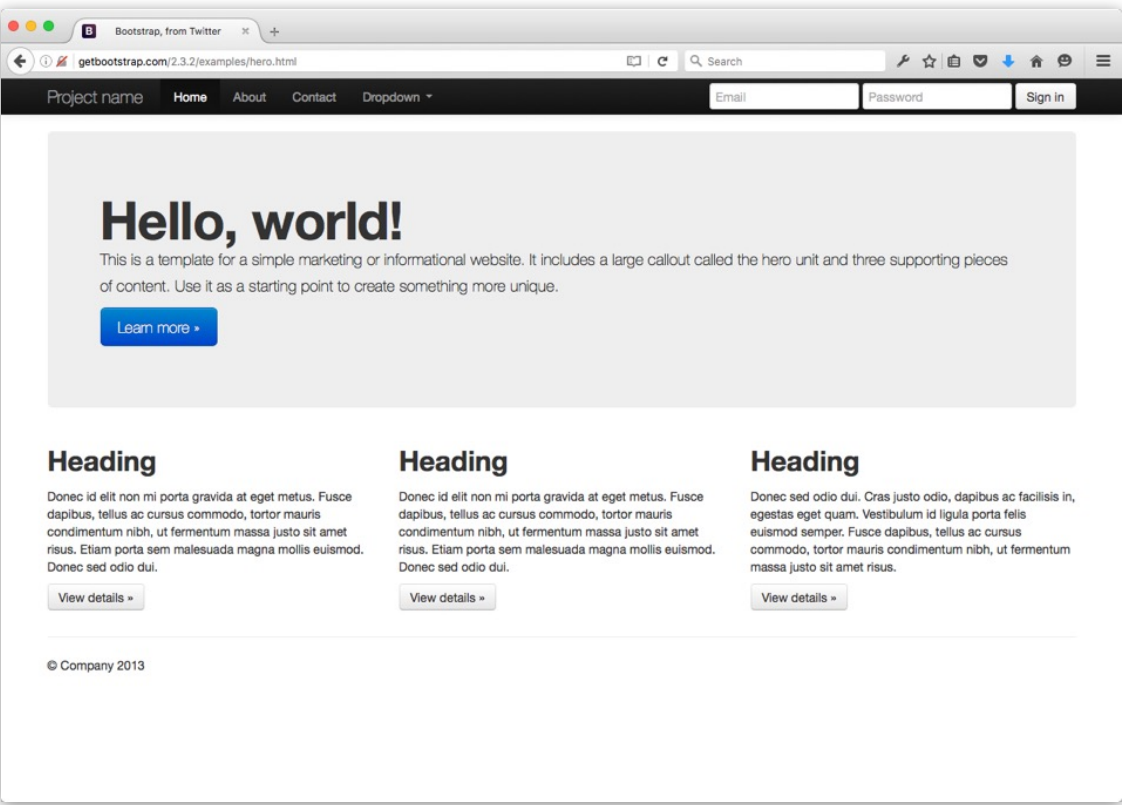 B Bootstrap, from Twitter × +
getbootstrap.com/2.3.2/examples/hero.html Search
Project name Home About Contact Dropdown Email Password Sign in
Hello, world!
This is a template for a simple marketing or informational website. It includes a large callout called the hero unit and three supporting pieces
of content. Use it as a starting point to create something more unique.
Learn more »
Heading
Donec id elit non mi porta gravida at eget metus. Fusce
dapibus, tellus ac cursus commodo, tortor mauris
condimentum nibh, ut fermentum massa justo sit amet
risus. Etiam porta sem malesuada magna mollis euismod.
Donec sed odio dui.
View details »
Heading
Donec id elit non mi porta gravida at eget metus. Fusce
dapibus, tellus ac cursus commodo, tortor mauris
condimentum nibh, ut fermentum massa justo sit amet
risus. Etiam porta sem malesuada magna mollis euismod.
Donec sed odio dui.
View details »
Heading
Donec sed odio dui. Cras justo odio, dapibus ac facilisis in,
egestas eget quam. Vestibulum id ligula porta felis
euismod semper. Fusce dapibus, tellus ac cursus
commodo, tortor mauris condimentum nibh, ut fermentum
massa justo sit amet risus.
View details »
© Company 2013